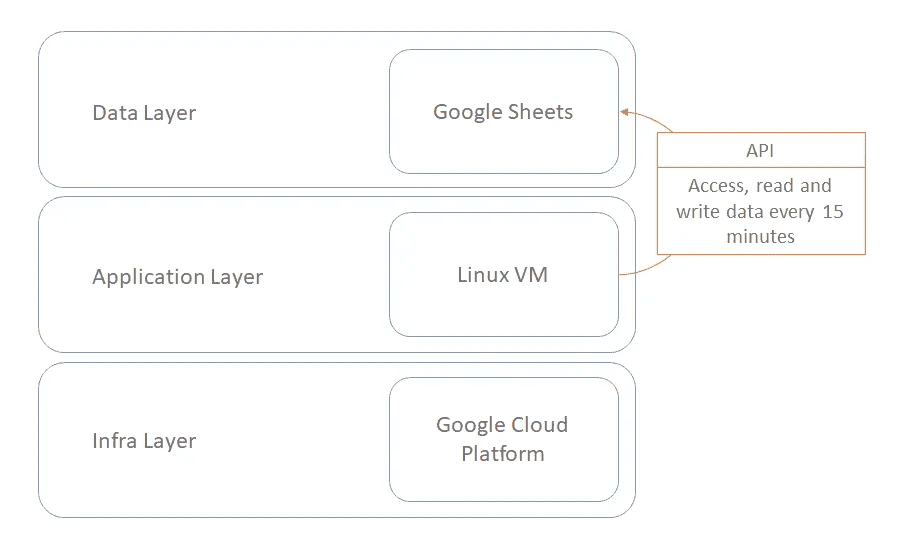 Data Layer
Google Sheets
API
Access, read and
write data every 15
minutes
Application Layer
Linux VM
Infra Layer
Google Cloud
Platform